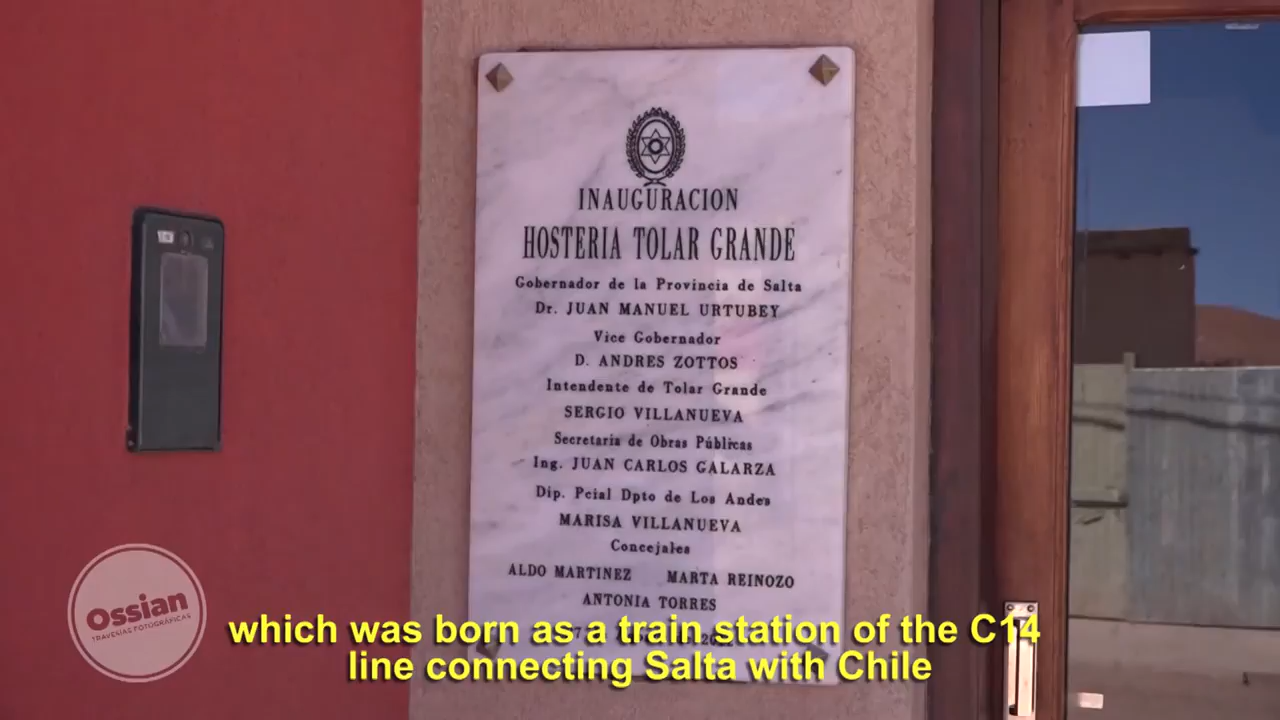 INAUGURACION
HOSTERIA TOLAR GRANDE
Gobernador de la Provincia de Salta
Dr. JUAN MANUEL URTUBEY
Vice Gobernador
D. ANDRES ZOTTOS
Intendente de Tolar Grande
SERGIO VILLANUEVA
Secretaria de Obras Públicas
Ing. JUAN CARLOS GALARZA
Dip. Pcial Dpto de Los Andes
MARISA VILLANUEVA
Concejales
ALDO MARTINEZ MARTA REINOZO
ANTONIA TORRES
Ossian
TRAVESÍAS FOTOGRÁFICAS
which was born as a train station of the C14
line connecting Salta with Chile